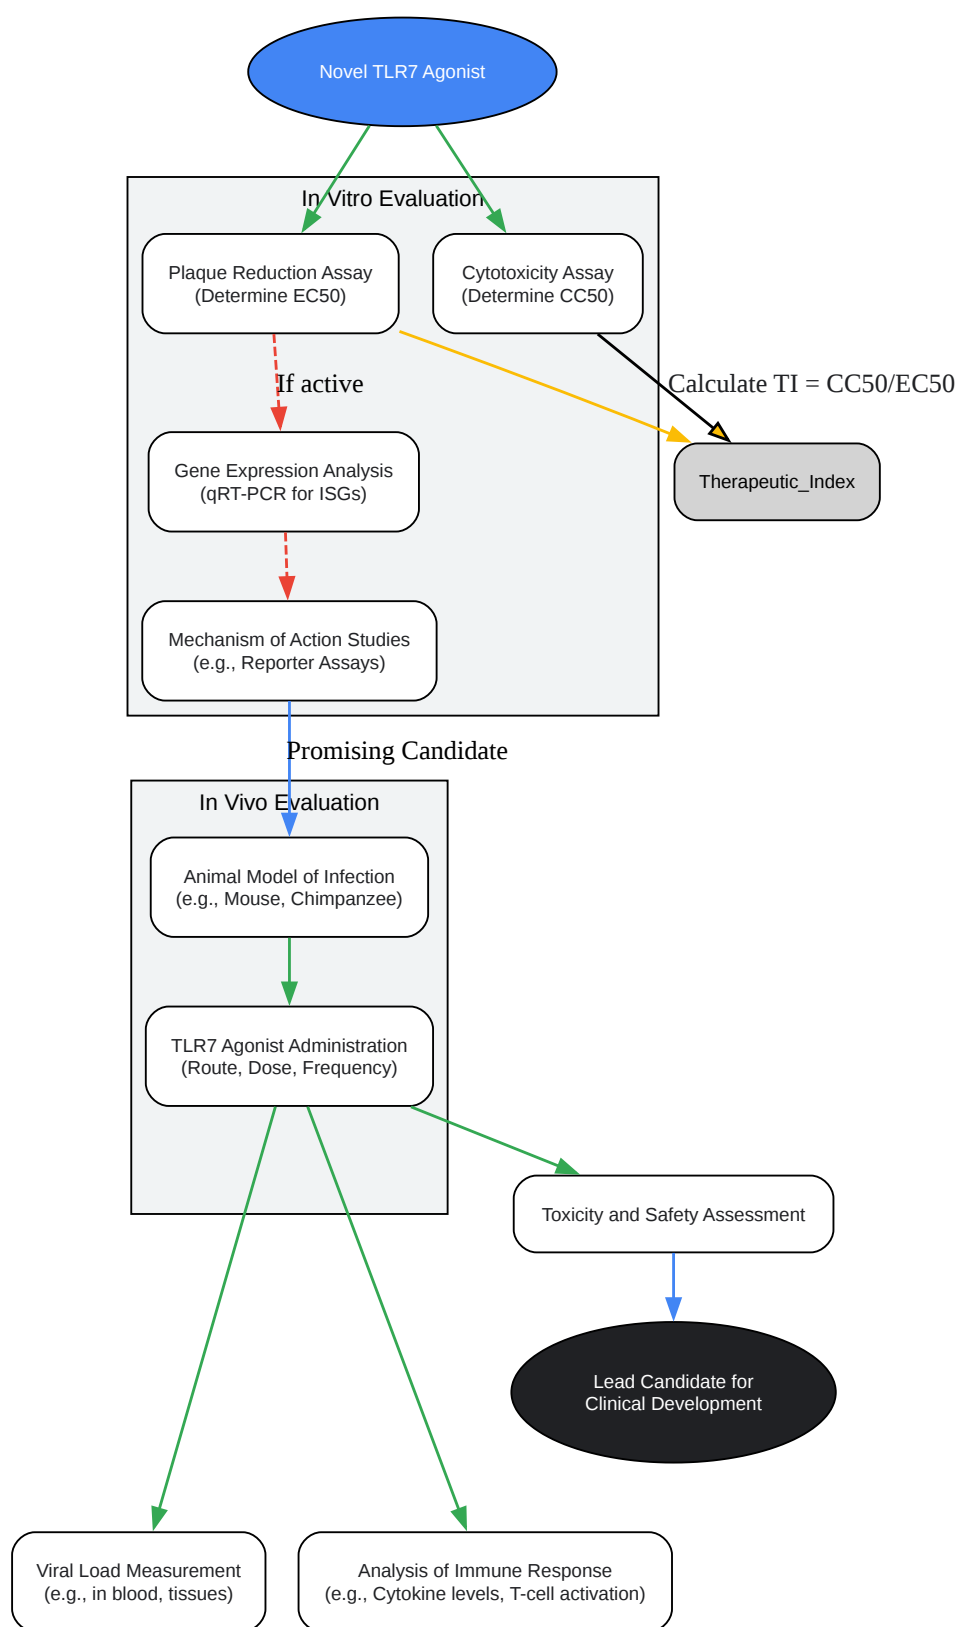 Novel TLR7 Agonist
In Vitro Evaluation
Plaque Reduction Assay
(Determine EC50)
Cytotoxicity Assay
(Determine CC50)
If active
Calculate TI = CC50/EC50
Gene Expression Analysis
(qRT-PCR for ISGs)
Therapeutic_Index
Mechanism of Action Studies
(e.g., Reporter Assays)
Promising Candidate
In Vivo Evaluation
Animal Model of Infection
(e.g., Mouse, Chimpanzee)
TLR7 Agonist Administration
(Route, Dose, Frequency)
Toxicity and Safety Assessment
Lead Candidate for
Clinical Development
Viral Load Measurement
(e.g., in blood, tissues)
Analysis of Immune Response
(e.g., Cytokine levels, T-cell activation)